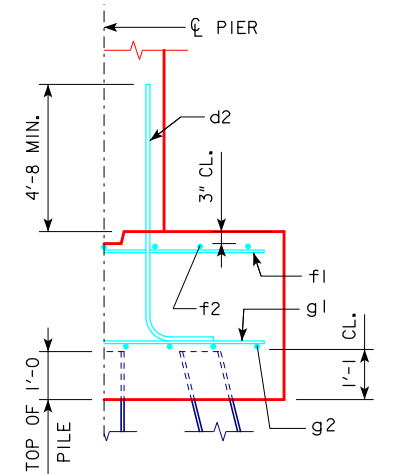 ℄ PIER
d2
4'-8 MIN.
3" CL.
f1
f2
g1
1'-1 CL.
g2
TOP OF 1'-0
PILE